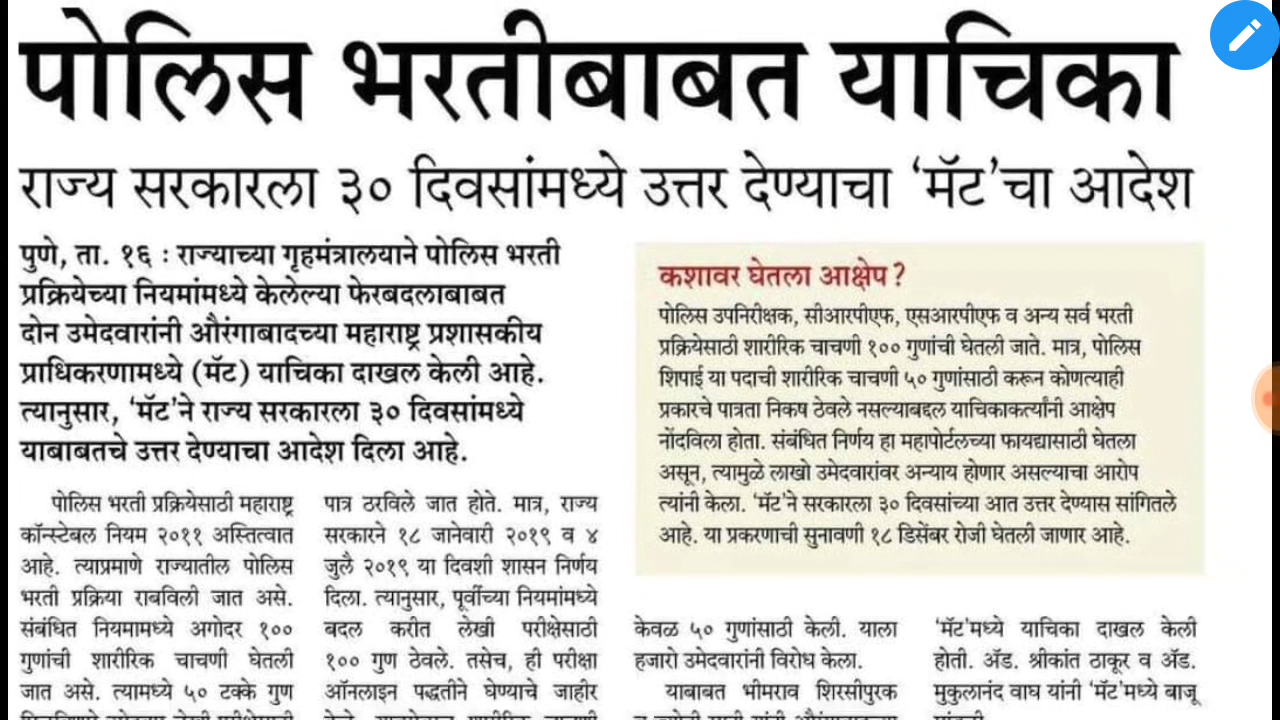 पोलिस भरतीबाबत याचिका
राज्य सरकारला ३० दिवसांमध्ये उत्तर देण्याचा ‘मॅट’चा आदेश
पुणे, ता. १६ : राज्याच्या गृहमंत्रालयाने पोलिस भरती
प्रक्रियेच्या नियमांमध्ये केलेल्या फेरबदलाबाबत
दोन उमेदवारांनी औरंगाबादच्या महाराष्ट्र प्रशासकीय
प्राधिकरणामध्ये (मॅट) याचिका दाखल केली आहे.
त्यानुसार, ‘मॅट’ने राज्य सरकारला ३० दिवसांमध्ये
याबाबतचे उत्तर देण्याचा आदेश दिला आहे.
पोलिस भरती प्रक्रियेसाठी महाराष्ट्र
कॉन्स्टेबल नियम २०११ अस्तित्वात
आहे. त्याप्रमाणे राज्यातील पोलिस
भरती प्रक्रिया राबविली जात असे.
संबंधित नियमामध्ये अगोदर १००
गुणांची शारीरिक चाचणी घेतली
जात असे. त्यामध्ये ५० टक्के गुण
पात्र ठरविले जात होते. मात्र, राज्य
सरकारने १८ जानेवारी २०१९ व ४
जुलै २०१९ या दिवशी शासन निर्णय
दिला. त्यानुसार, पूर्वीच्या नियमांमध्ये
बदल करीत लेखी परीक्षेसाठी
१०० गुण ठेवले. तसेच, ही परीक्षा
ऑनलाइन पद्धतीने घेण्याचे जाहीर
कशावर घेतला आक्षेप ?
पोलिस उपनिरीक्षक, सीआरपीएफ, एसआरपीएफ व अन्य सर्व भरती
प्रक्रियेसाठी शारीरिक चाचणी १०० गुणांची घेतली जाते. मात्र, पोलिस
शिपाई या पदाची शारीरिक चाचणी ५० गुणांसाठी करून कोणत्याही
प्रकारचे पात्रता निकष ठेवले नसल्याबद्दल याचिकाकर्त्यांनी आक्षेप
नोंदविला होता. संबंधित निर्णय हा महापोर्टलच्या फायद्यासाठी घेतला
असून, त्यामुळे लाखो उमेदवारांवर अन्याय होणार असल्याचा आरोप
त्यांनी केला. ‘मॅट’ने सरकारला ३० दिवसांच्या आत उत्तर देण्यास सांगितले
आहे. या प्रकरणाची सुनावणी १८ डिसेंबर रोजी घेतली जाणार आहे.
केवळ ५० गुणांसाठी केली. याला
हजारो उमेदवारांनी विरोध केला.
याबाबत भीमराव शिरसीपुरक
‘मॅट’मध्ये याचिका दाखल केली
होती. ॲड. श्रीकांत ठाकूर व ॲड.
मुकुलानंद वाघ यांनी ‘मॅट’मध्ये बाजू